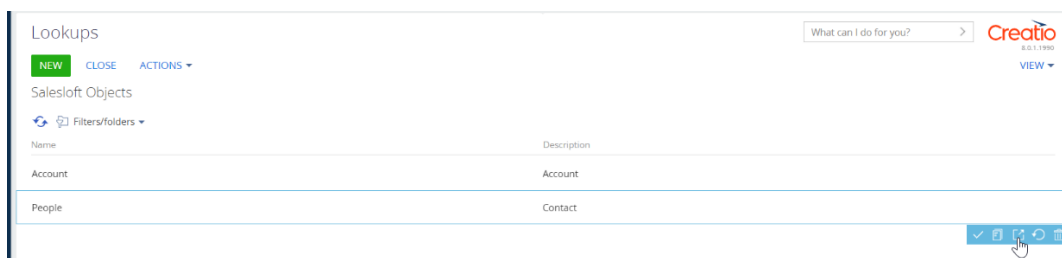 Lookups
What can I do for you?
Creatio
8.0.1.1990
NEW CLOSE ACTIONS
VIEW
Salesloft Objects
Filters/folders
Name Description
Account Account
People Contact